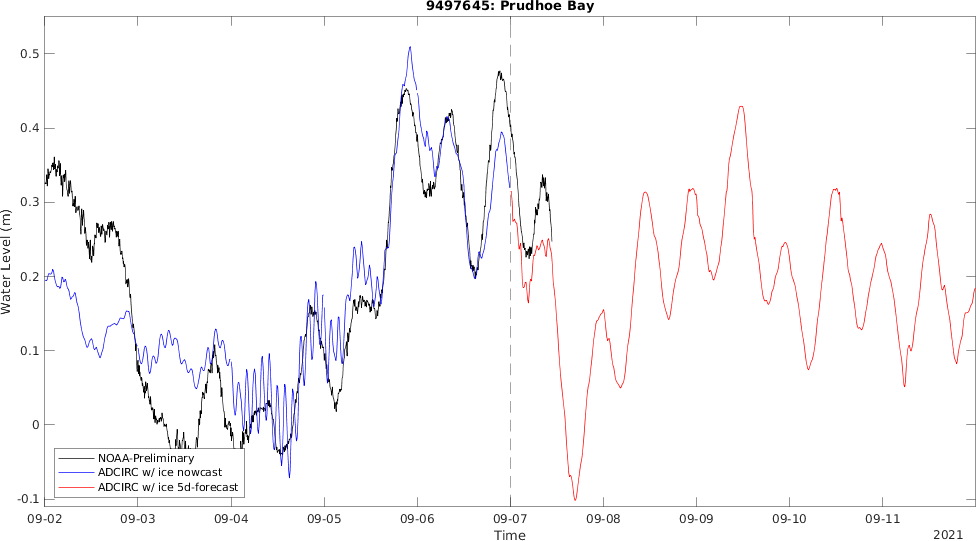 9497645: Prudhoe Bay
0.5
0.4
0.3
0.2
0.1
0
-0.1
Water Level (m)
NOAA-Preliminary
ADCIRC w/ ice nowcast
ADCIRC w/ ice 5d-forecast
09-02 09-03 09-04 09-05 09-06 09-07 09-08 09-09 09-10 09-11
Time
2021